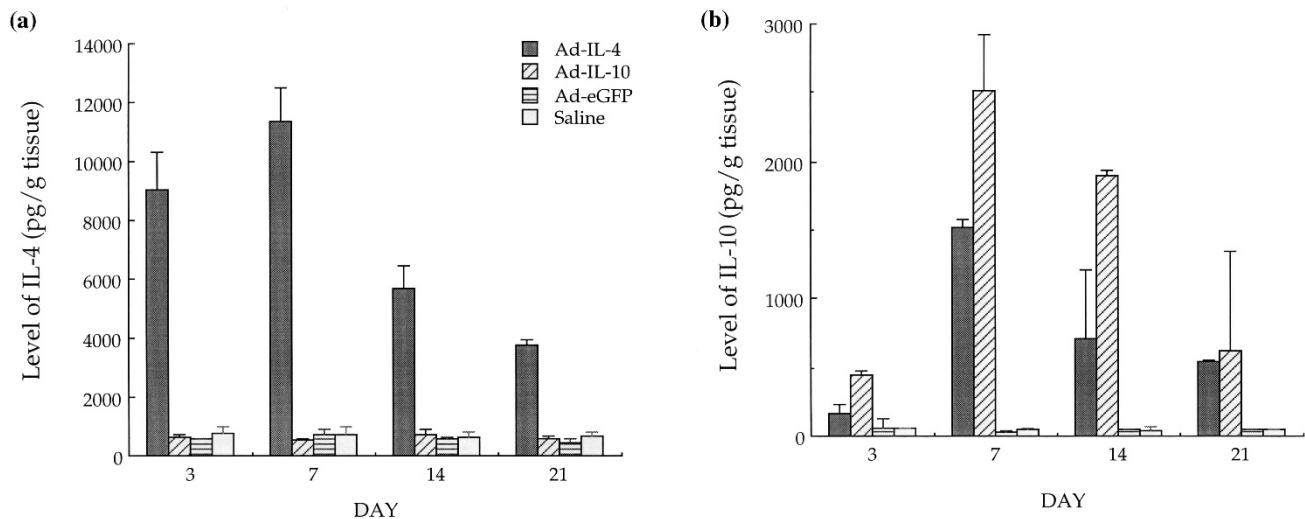 (a)
Level of IL-4 (pg/g tissue)
14000
12000
10000
8000
6000
4000
2000
0
Ad-IL-4
Ad-IL-10
Ad-eGFP
Saline
3 7 14 21
DAY
(b)
Level of IL-10 (pg/g tissue)
3000
2000
1000
0
3 7 14 21
DAY